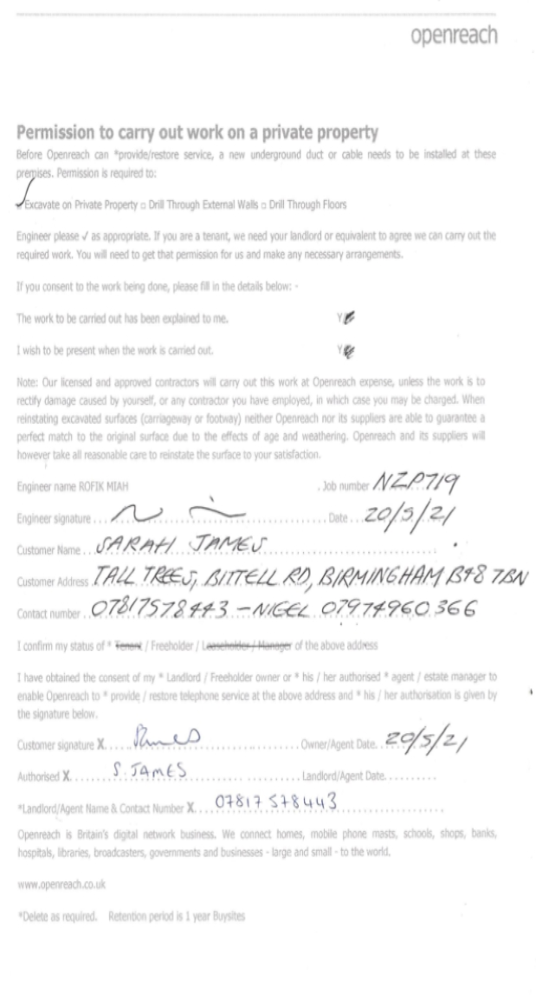 openreach
Permission to carry out work on a private property
Before Openreach can *provide/restore service, a new underground duct or cable needs to be installed at these
premises. Permission is required to:
✓ Excavate on Private Property □ Drill Through External Walls □ Drill Through Floors
Engineer please √ as appropriate. If you are a tenant, we need your landlord or equivalent to agree we can carry out the
required work. You will need to get that permission for us and make any necessary arrangements.
If you consent to the work being done, please fill in the details below: -
The work to be carried out has been explained to me. Y
I wish to be present when the work is carried out. Y
Note: Our licensed and approved contractors will carry out this work at Openreach expense, unless the work is to
rectify damage caused by yourself, or any contractor you have employed, in which case you may be charged. When
reinstating excavated surfaces (carriageway or footway) neither Openreach nor its suppliers are able to guarantee a
perfect match to the original surface due to the effects of age and weathering. Openreach and its suppliers will
however take all reasonable care to reinstate the surface to your satisfaction.
Engineer name ROFIK MIAH . Job number NZP719
Engineer signature Date 20/5/21
Customer Name SARAH JAMES
Customer Address TALL TREES, BITTELL RD, BIRMINGHAM B48 7BN
Contact number 07817578443 - NIGEL 07974960366
I confirm my status of * Tenant / Freeholder / Leaseholder / Manager of the above address
I have obtained the consent of my * Landlord / Freeholder owner or * his / her authorised * agent / estate manager to
enable Openreach to * provide / restore telephone service at the above address and * his / her authorisation is given by
the signature below.
Customer signature X Owner/Agent Date 20/5/21
Authorised X S. JAMES Landlord/Agent Date
*Landlord/Agent Name & Contact Number X 07817 578443
Openreach is Britain's digital network business. We connect homes, mobile phone masts, schools, shops, banks,
hospitals, libraries, broadcasters, governments and businesses - large and small - to the world.
www.openreach.co.uk
*Delete as required. Retention period is 1 year Buysites